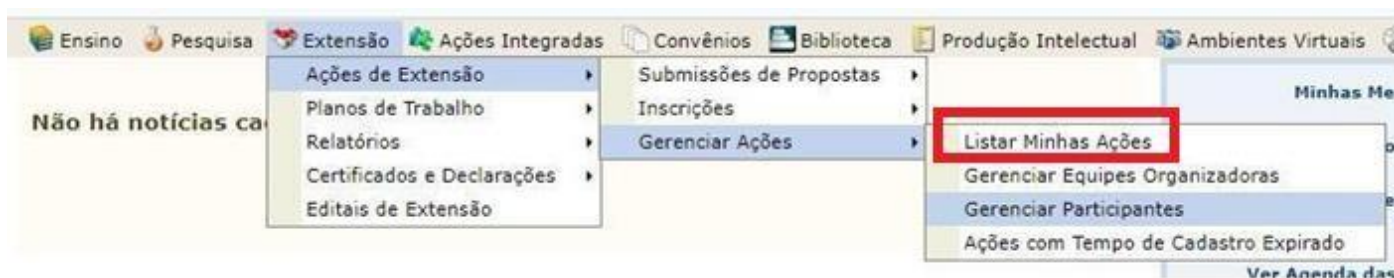 Ensino Pesquisa Extensão Ações Integradas Convênios Biblioteca Produção Intelectual Ambientes Virtuais
Ações de Extensão Submissões de Propostas
Minhas
Planos de Trabalho Inscrições
Não há notícias
Relatórios Gerenciar Ações Listar Minhas Ações
Certificados e Declarações Gerenciar Equipes Organizadoras
Editais de Extensão Gerenciar Participantes
Ações com Tempo de Cadastro Expirado
Ver Agenda das